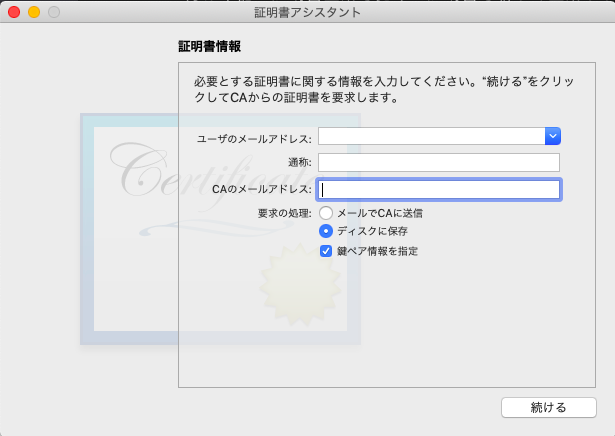 証明書アシスタント
証明書情報
必要とする証明書に関する情報を入力してください。“続ける”をクリッ
クしてCAからの証明書を要求します。
Certificate
ユーザのメールアドレス:
通称:
CAのメールアドレス:
要求の処理: メールでCAに送信
ディスクに保存
鍵ペア情報を指定
続ける